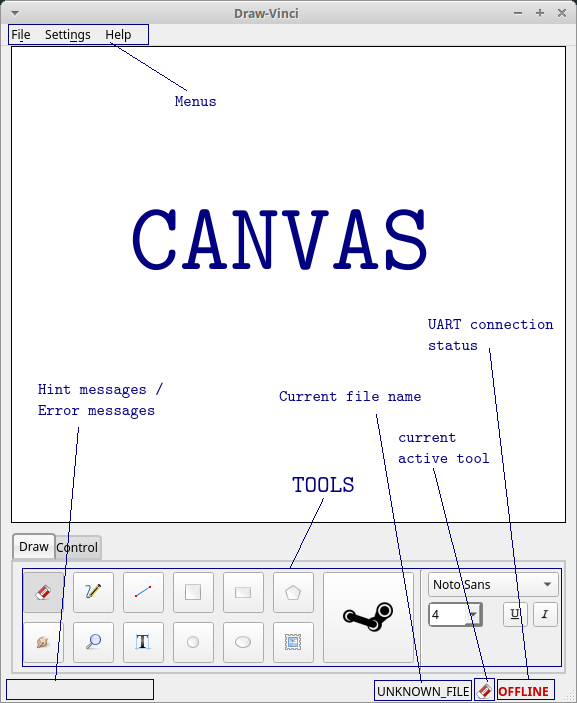 Draw-Vinci
File Settings Help
Menus
CANVAS
UART connection
status
Hint messages /
Error messages
Current file name
current
active tool
TOOLS
Draw Control
Noto Sans
4 U I
T
UNKNOWN_FILE OFFLINE